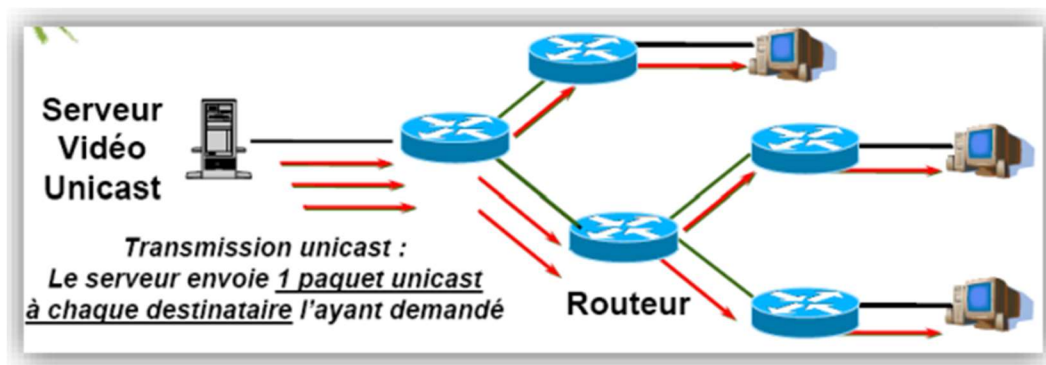 Serveur
Vidéo
Unicast
Transmission unicast :
Le serveur envoie 1 paquet unicast
à chaque destinataire l'ayant demandé
Routeur